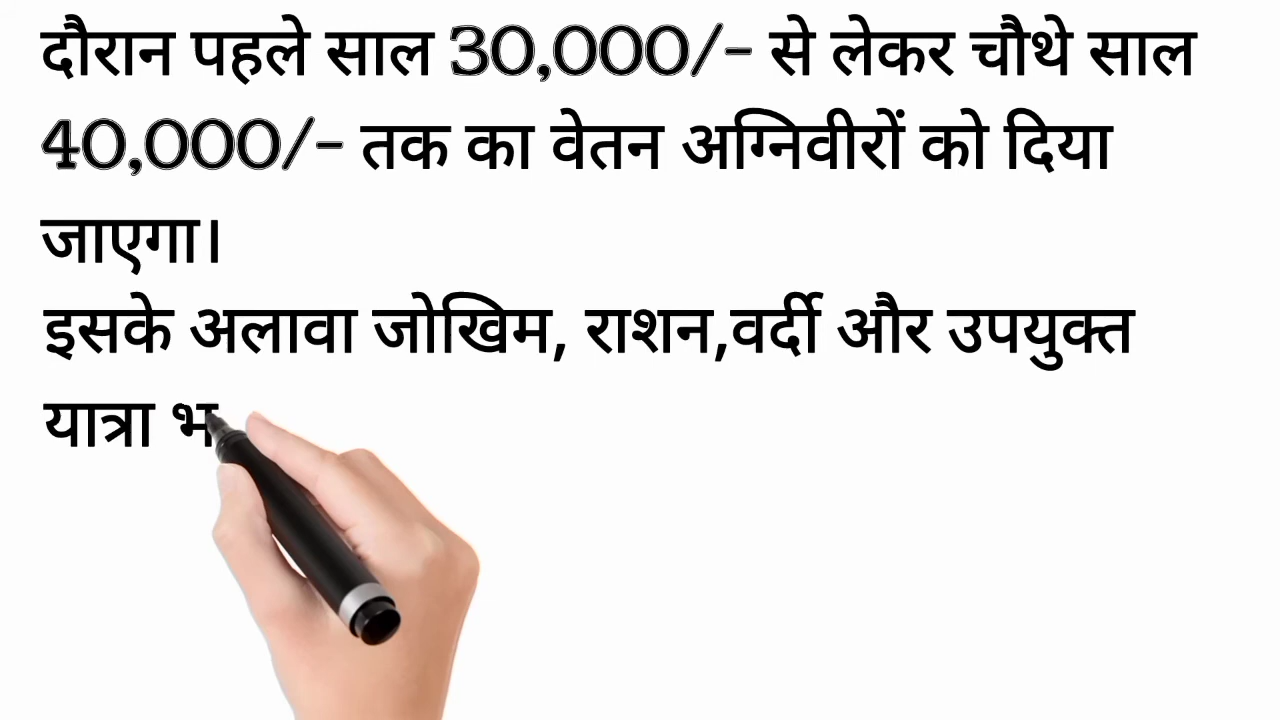 दौरान पहले साल 30,000/- से लेकर चौथे साल
40,000/- तक का वेतन अग्निवीरों को दिया
जाएगा।
इसके अलावा जोखिम, राशन,वर्दी और उपयुक्त
यात्रा भ